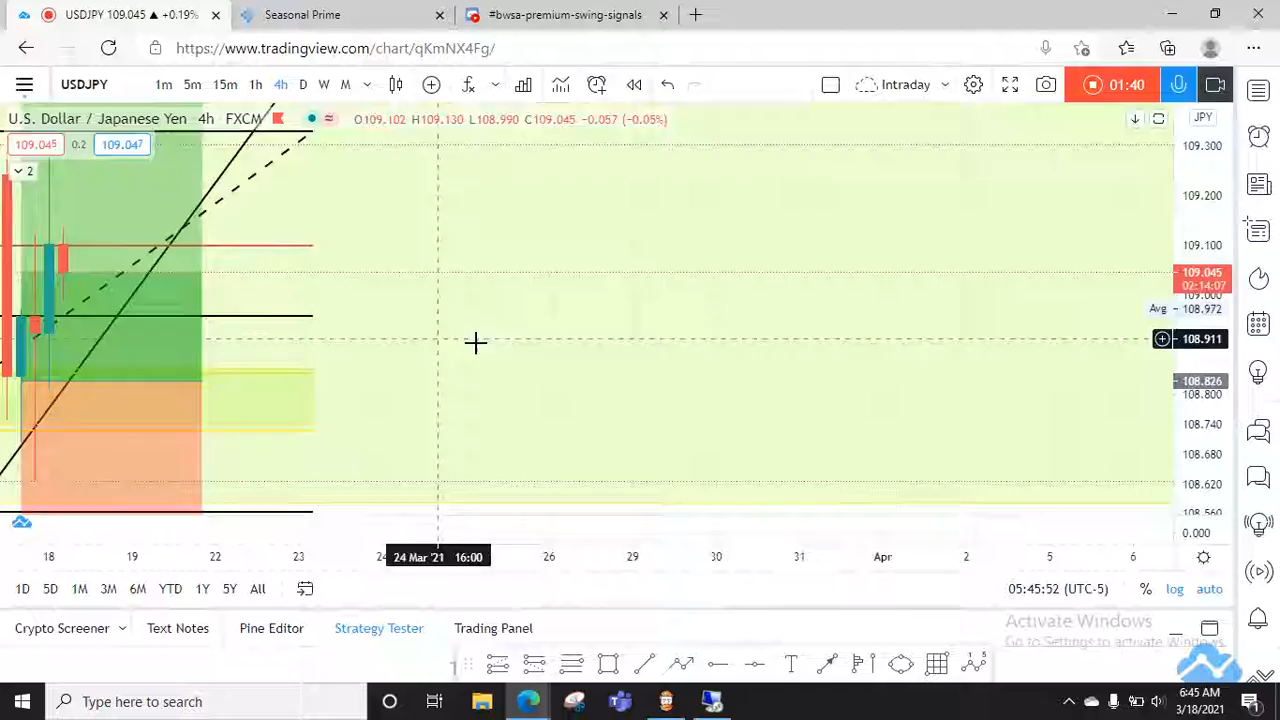 USDJPY 109.045 ▲ +0.19%
Seasonal Prime
#bwsa-premium-swing-signals
https://www.tradingview.com/chart/qKmNX4Fg/
USDJPY 1m 5m 15m 1h 4h D W M Intraday 01:40
U.S. Dollar / Japanese Yen 4h FXCM O109.102 H109.130 L108.990 C109.045 −0.057 (−0.05%) JPY
109.045 0.2 109.047
2
109.300
109.200
109.100
109.045
02:14:07
109.000
Avg 108.972
108.911
108.826
108.800
108.740
108.680
108.620
108.560
0.000
18 19 22 23 24 Mar '21 16:00 26 29 30 31 Apr 2 5 6
1D 5D 1M 3M 6M YTD 1Y 5Y All 05:45:52 (UTC-5) % log auto
Crypto Screener Text Notes Pine Editor Strategy Tester Trading Panel
Activate Windows
Go to Settings to activate Windows.
Type here to search
6:45 AM
3/18/2021